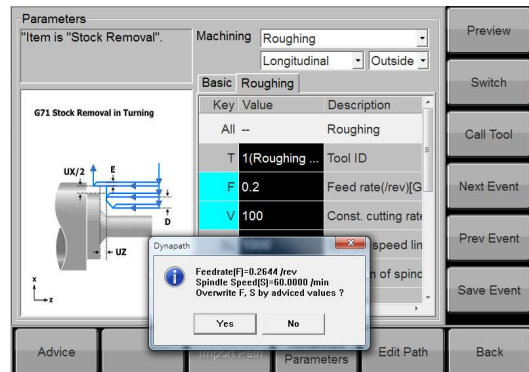 Parameters
"Item is "Stock Removal".
Machining
Roughing
Longitudinal
Outside
Basic
Roughing
Key Value Description
All -- Roughing
T 1(Roughing ... Tool ID
F 0.2 Feed rate(/rev)[G
V 100 Const. cutting rate
speed lin
n of spind
G71 Stock Removal in Turning
UX/2
E
D
UZ
x
z
Dynapath
Feedrate(F)=0.2644 /rev
Spindle Speed(S)=60.0000 /min
Overwrite F, S by adviced values ?
Yes
No
Preview
Switch
Call Tool
Next Event
Prev Event
Save Event
Advice
Import Path
Parameters
Edit Path
Back